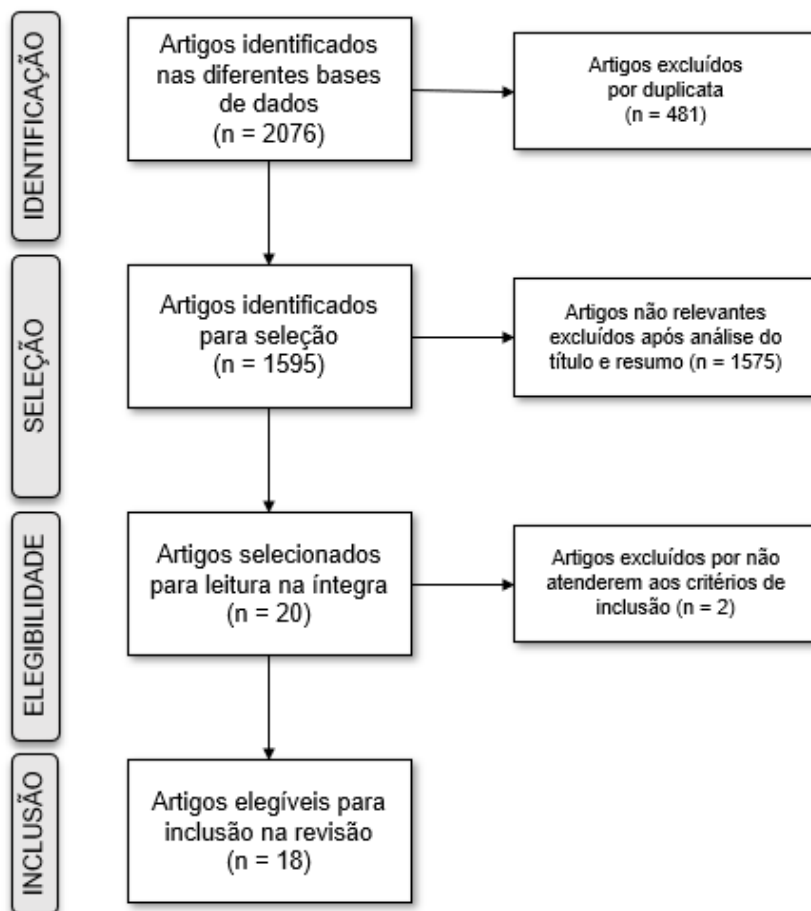 IDENTIFICAÇÃO
Artigos identificados
nas diferentes bases
de dados
(n = 2076)
Artigos excluídos
por duplicata
(n = 481)
SELEÇÃO
Artigos identificados
para seleção
(n = 1595)
Artigos não relevantes
excluídos após análise do
título e resumo (n = 1575)
ELEGIBILIDADE
Artigos selecionados
para leitura na íntegra
(n = 20)
Artigos excluídos por não
atenderem aos critérios de
inclusão (n = 2)
INCLUSÃO
Artigos elegíveis para
inclusão na revisão
(n = 18)